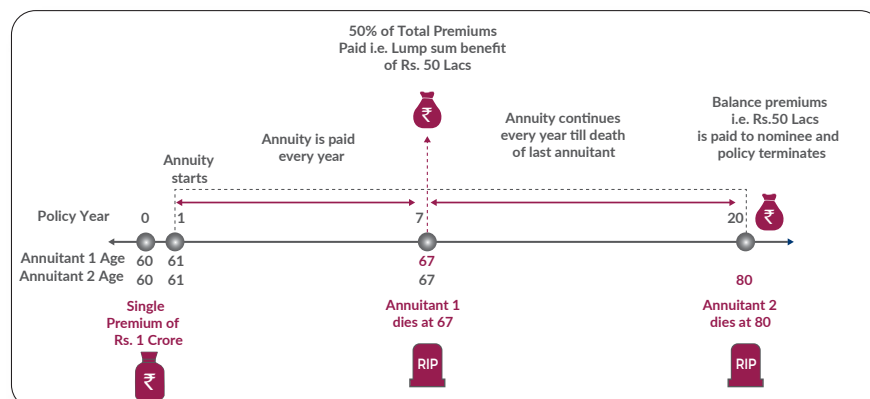 50% of Total Premiums
Paid i.e. Lump sum benefit
of Rs. 50 Lacs
₹
Annuity is paid
every year
Annuity continues
every year till death
of last annuitant
Balance premiums
i.e. Rs.50 Lacs
is paid to nominee and
policy terminates
₹
Annuity
starts
Policy Year 0 1 7 20
Annuitant 1 Age 60 61 67
Annuitant 2 Age 60 61 67 80
Single
Premium of
Rs. 1 Crore
₹
Annuitant 1
dies at 67
RIP
Annuitant 2
dies at 80
RIP